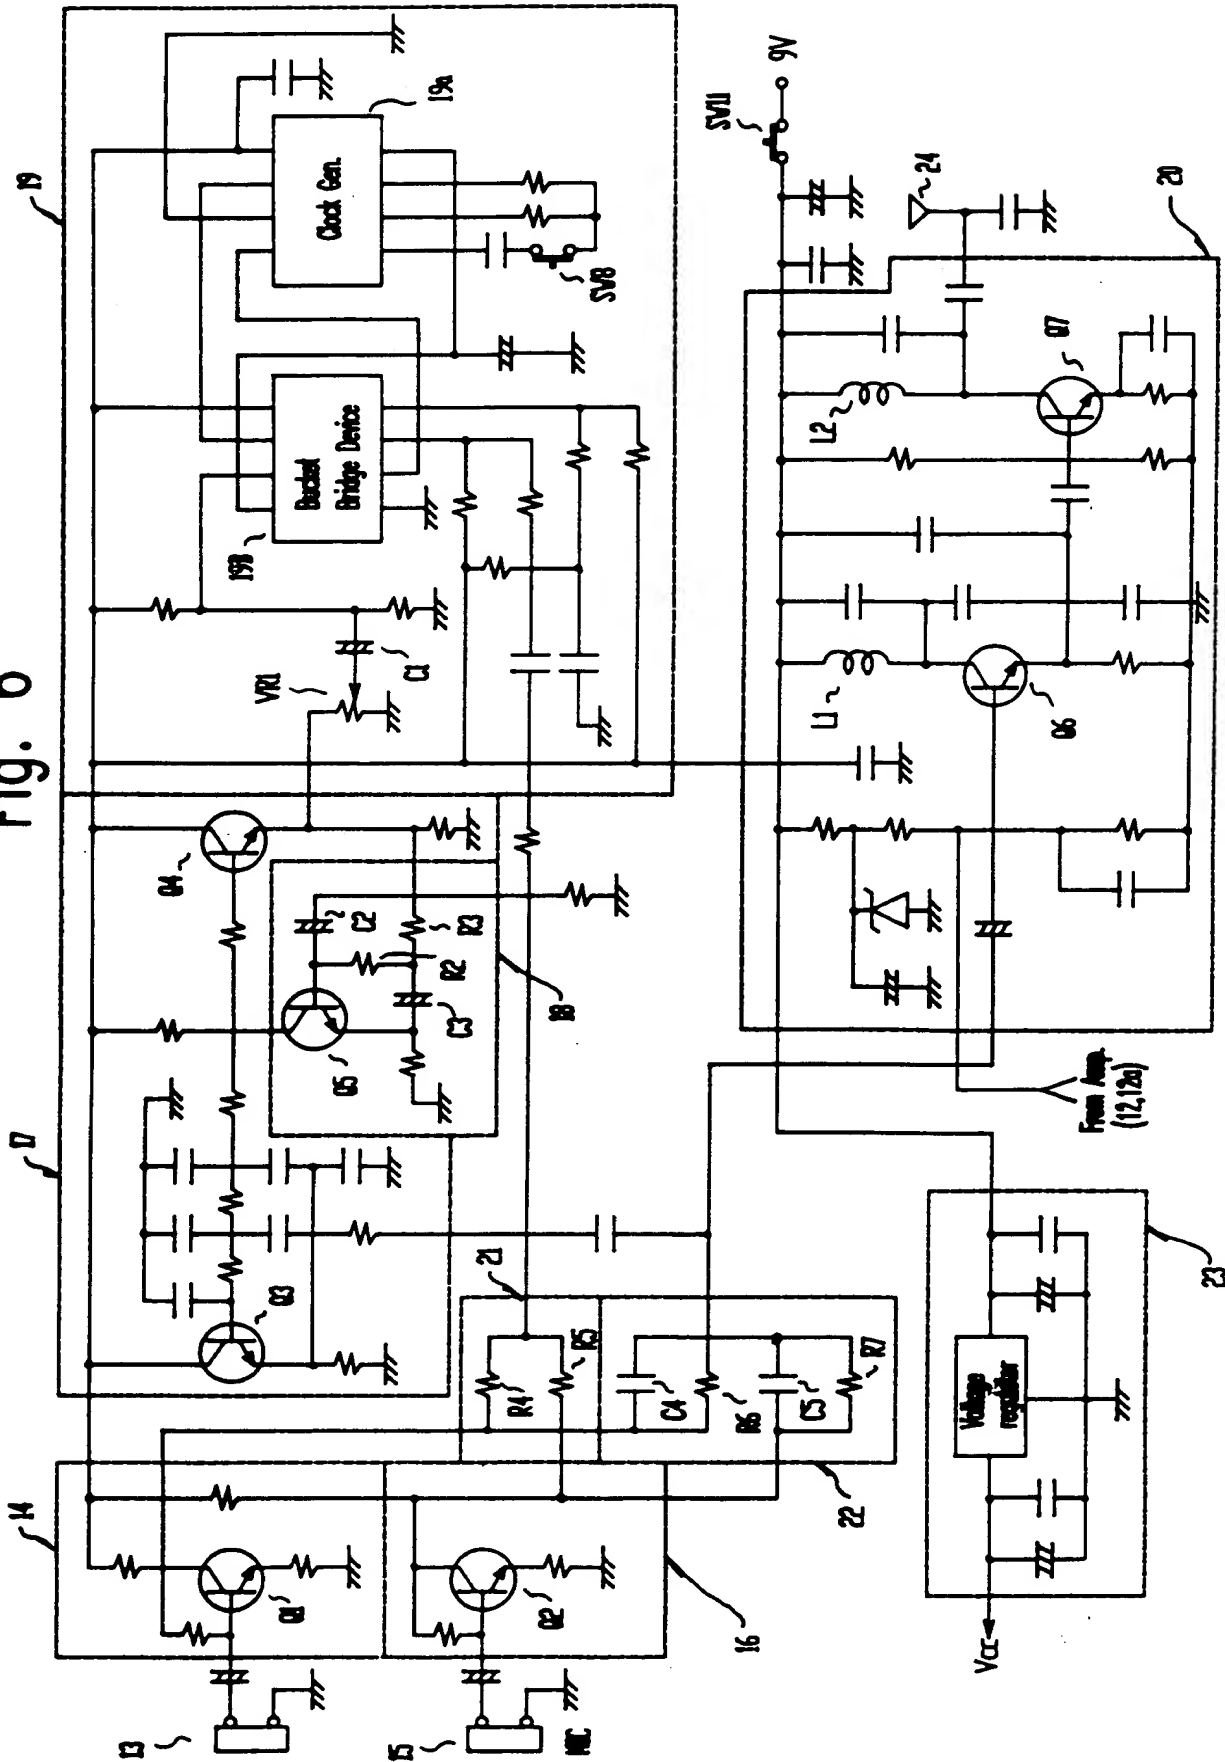 Fig. 6
17
19
14
Q4
VR1
C1
19B
Bucket
Bridge Device
Clock Gen.
19a
SW8
Q3
Q5
C2
R2
R3
C3
18
13
Q1
21
R4
R5
C4
R6
C5
R7
15
MIC
Q2
16
22
SW11
9V
24
20
L1
Q6
L2
Q7
From Amp.
(12,12a)
Vcc
Voltage
regulator
23